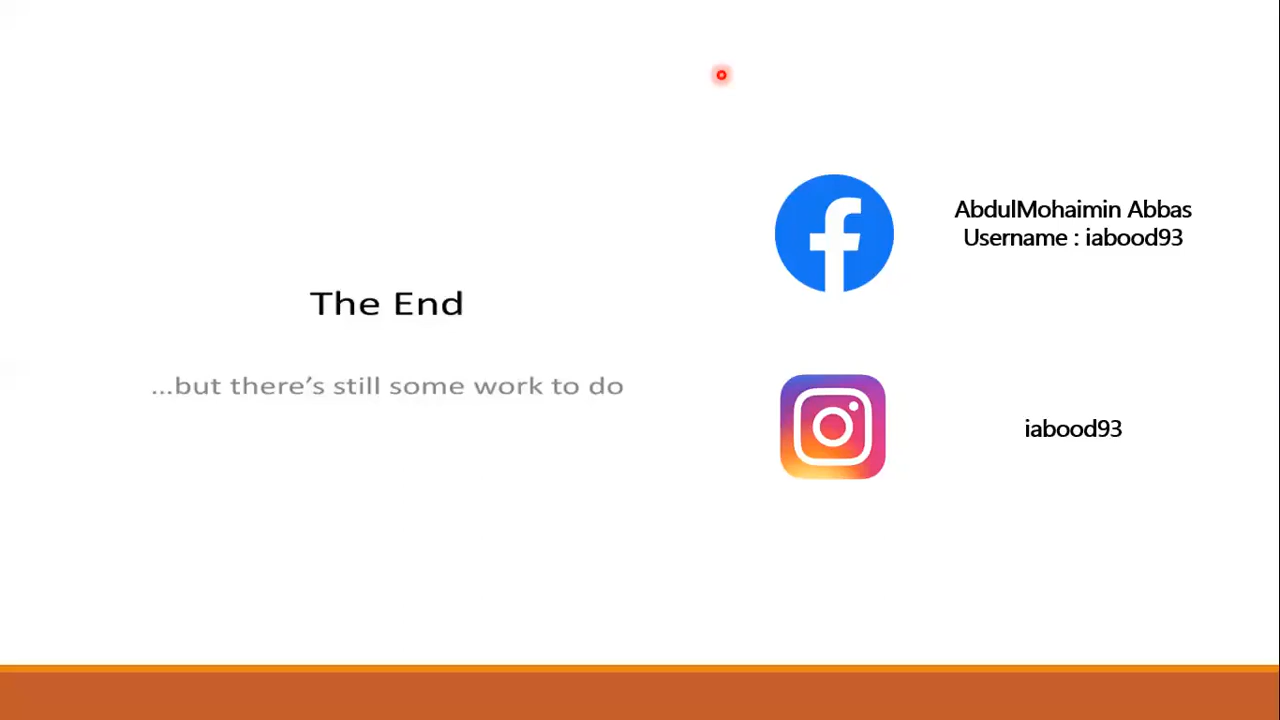 The End
...but there's still some work to do
AbdulMohaimin Abbas
Username : iabood93
iabood93